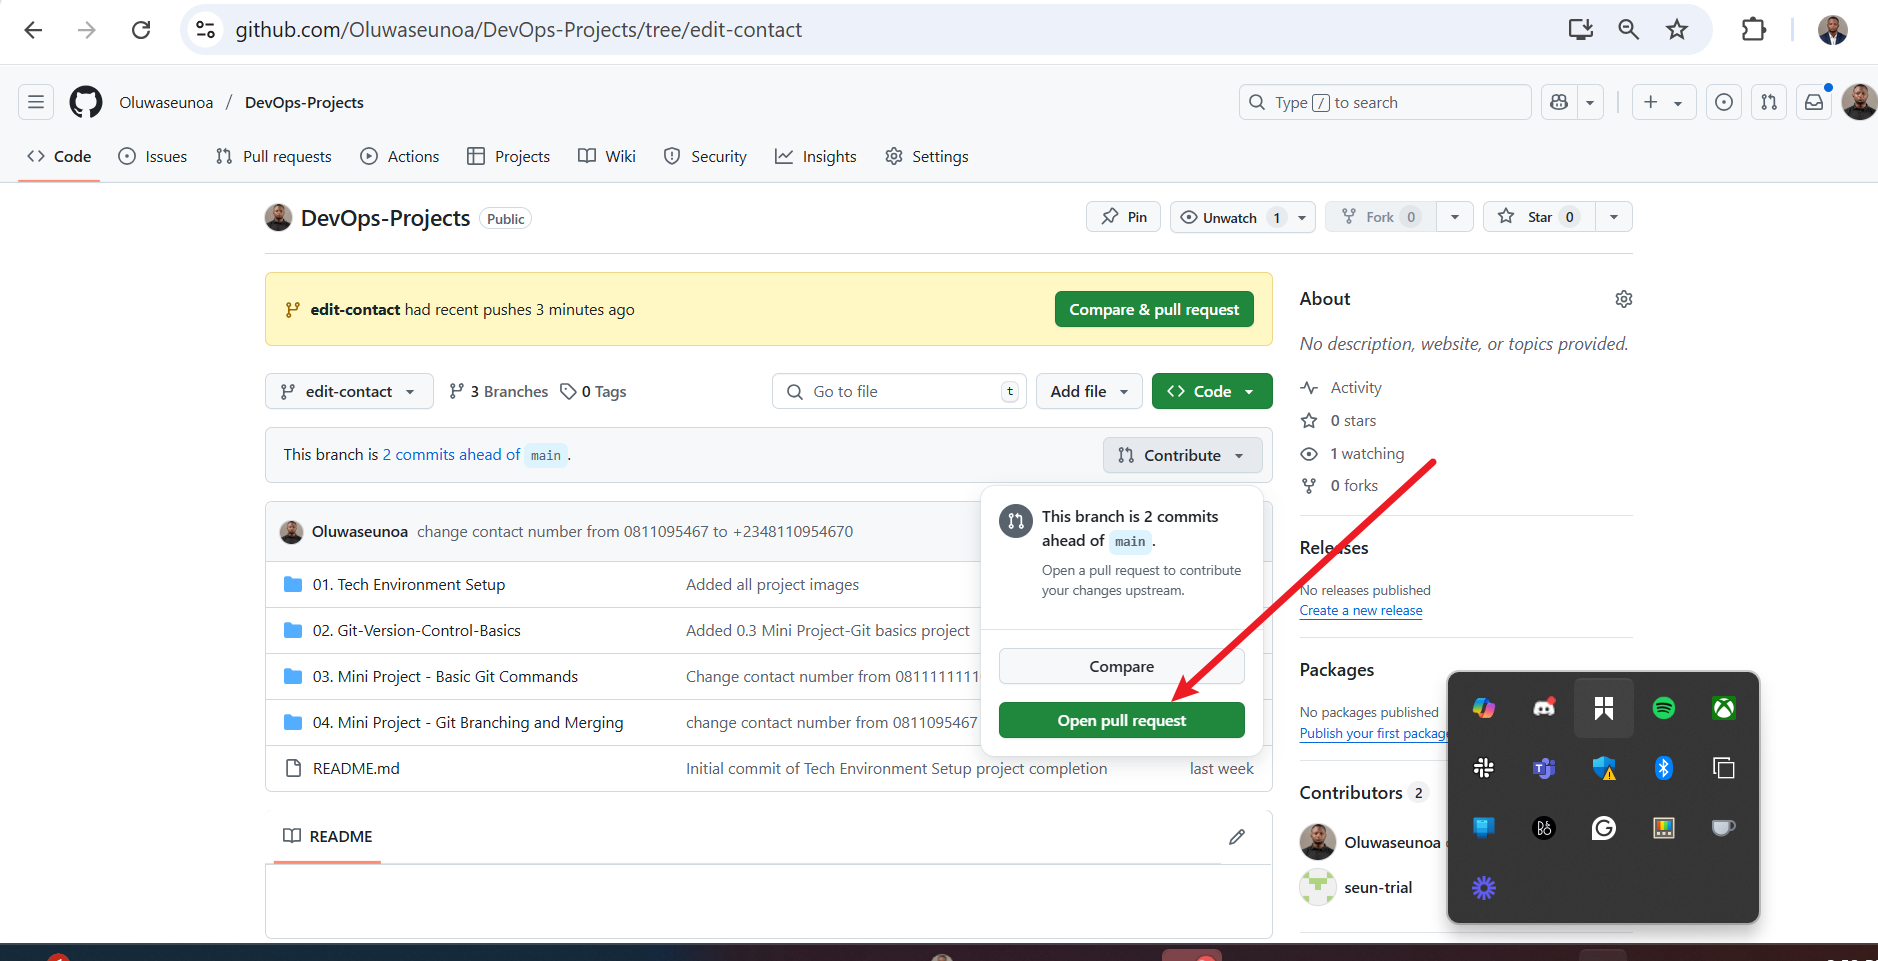 github.com/Oluwaseunoa/DevOps-Projects/tree/edit-contact
Oluwaseunoa / DevOps-Projects
Type / to search
Code Issues Pull requests Actions Projects Wiki Security Insights Settings
DevOps-Projects Public
Pin Unwatch 1 Fork 0 Star 0
edit-contact had recent pushes 3 minutes ago
Compare & pull request
edit-contact 3 Branches 0 Tags Go to file t Add file Code
This branch is 2 commits ahead of main.
Contribute
Oluwaseunoa change contact number from 0811095467 to +2348110954670
01. Tech Environment Setup Added all project images
02. Git-Version-Control-Basics Added 0.3 Mini Project-Git basics project
03. Mini Project - Basic Git Commands Change contact number from 0811111111
04. Mini Project - Git Branching and Merging change contact number from 0811095467
README.md Initial commit of Tech Environment Setup project completion last week
README
This branch is 2 commits
ahead of main.
Open a pull request to contribute
your changes upstream.
Compare
Open pull request
About
No description, website, or topics provided.
Activity
0 stars
1 watching
0 forks
Releases
No releases published
Create a new release
Packages
No packages published
Publish your first package
Contributors 2
Oluwaseunoa
seun-trial